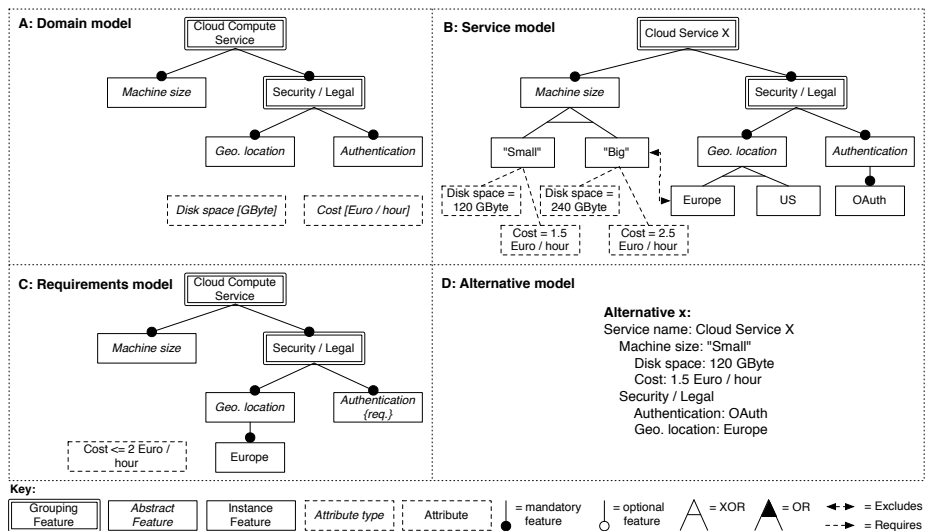 A: Domain model
Cloud Compute
Service
Machine size
Security / Legal
Geo. location
Authentication
Disk space [GByte]
Cost [Euro / hour]
B: Service model
Cloud Service X
Machine size
Security / Legal
"Small"
"Big"
Geo. location
Authentication
Disk space =
120 GByte
Disk space =
240 GByte
Europe
US
OAuth
Cost = 1.5
Euro / hour
Cost = 2.5
Euro / hour
C: Requirements model
Cloud Compute
Service
Machine size
Security / Legal
Geo. location
Authentication
{req.}
Cost <= 2 Euro /
hour
Europe
D: Alternative model
Alternative x:
Service name: Cloud Service X
Machine size: "Small"
Disk space: 120 GByte
Cost: 1.5 Euro / hour
Security / Legal
Authentication: OAuth
Geo. location: Europe
Key:
Grouping
Feature
Abstract
Feature
Instance
Feature
Attribute type
Attribute
= mandatory
feature
= optional
feature
= XOR
= OR
= Excludes
= Requires